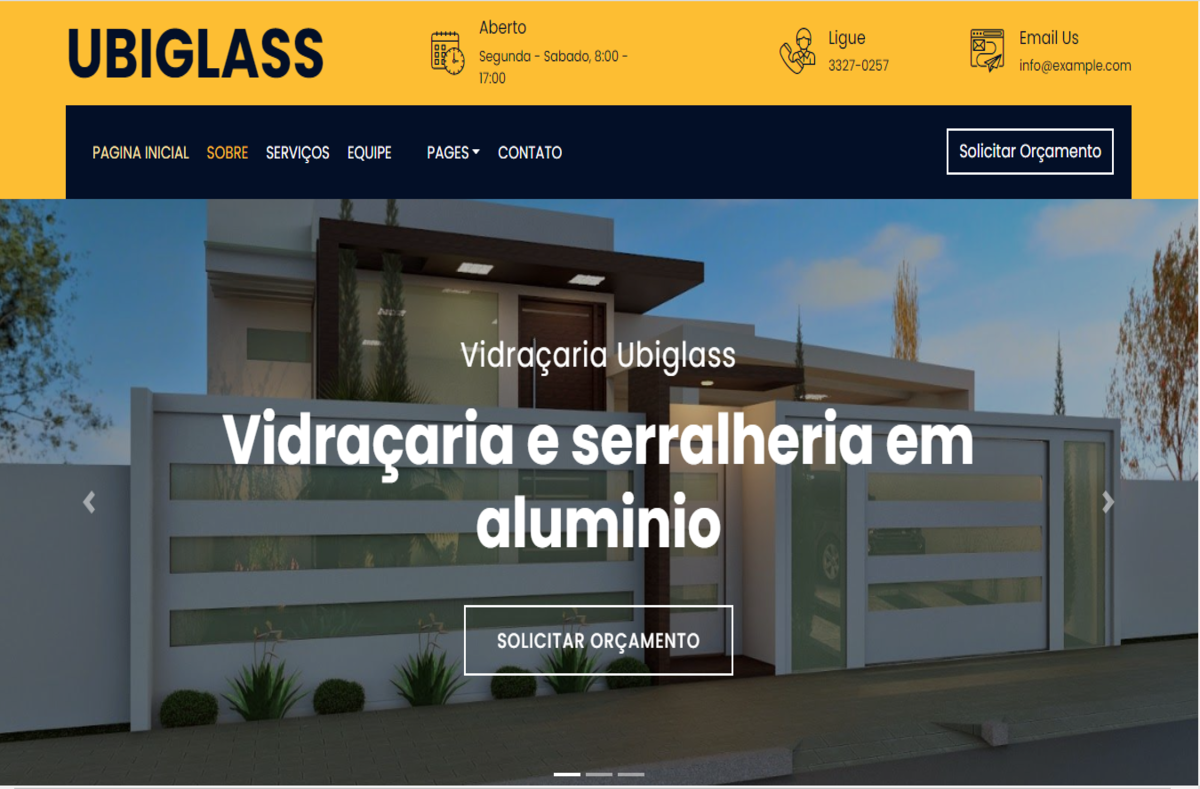 UBIGLASS
Aberto
Segunda - Sabado, 8:00 -
17:00
Ligue
3327-0257
Email Us
info@example.com
PAGINA INICIAL SOBRE SERVIÇOS EQUIPE PAGES CONTATO
Solicitar Orçamento
Vidraçaria Ubiglass
Vidraçaria e serralheria em
aluminio
SOLICITAR ORÇAMENTO